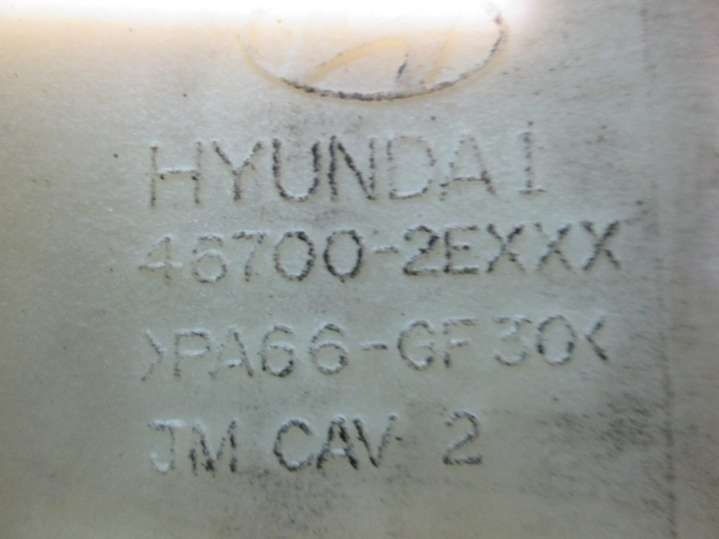 HYUNDAI
46700-2EXXX
>PA66-GF30<
JM CAV 2